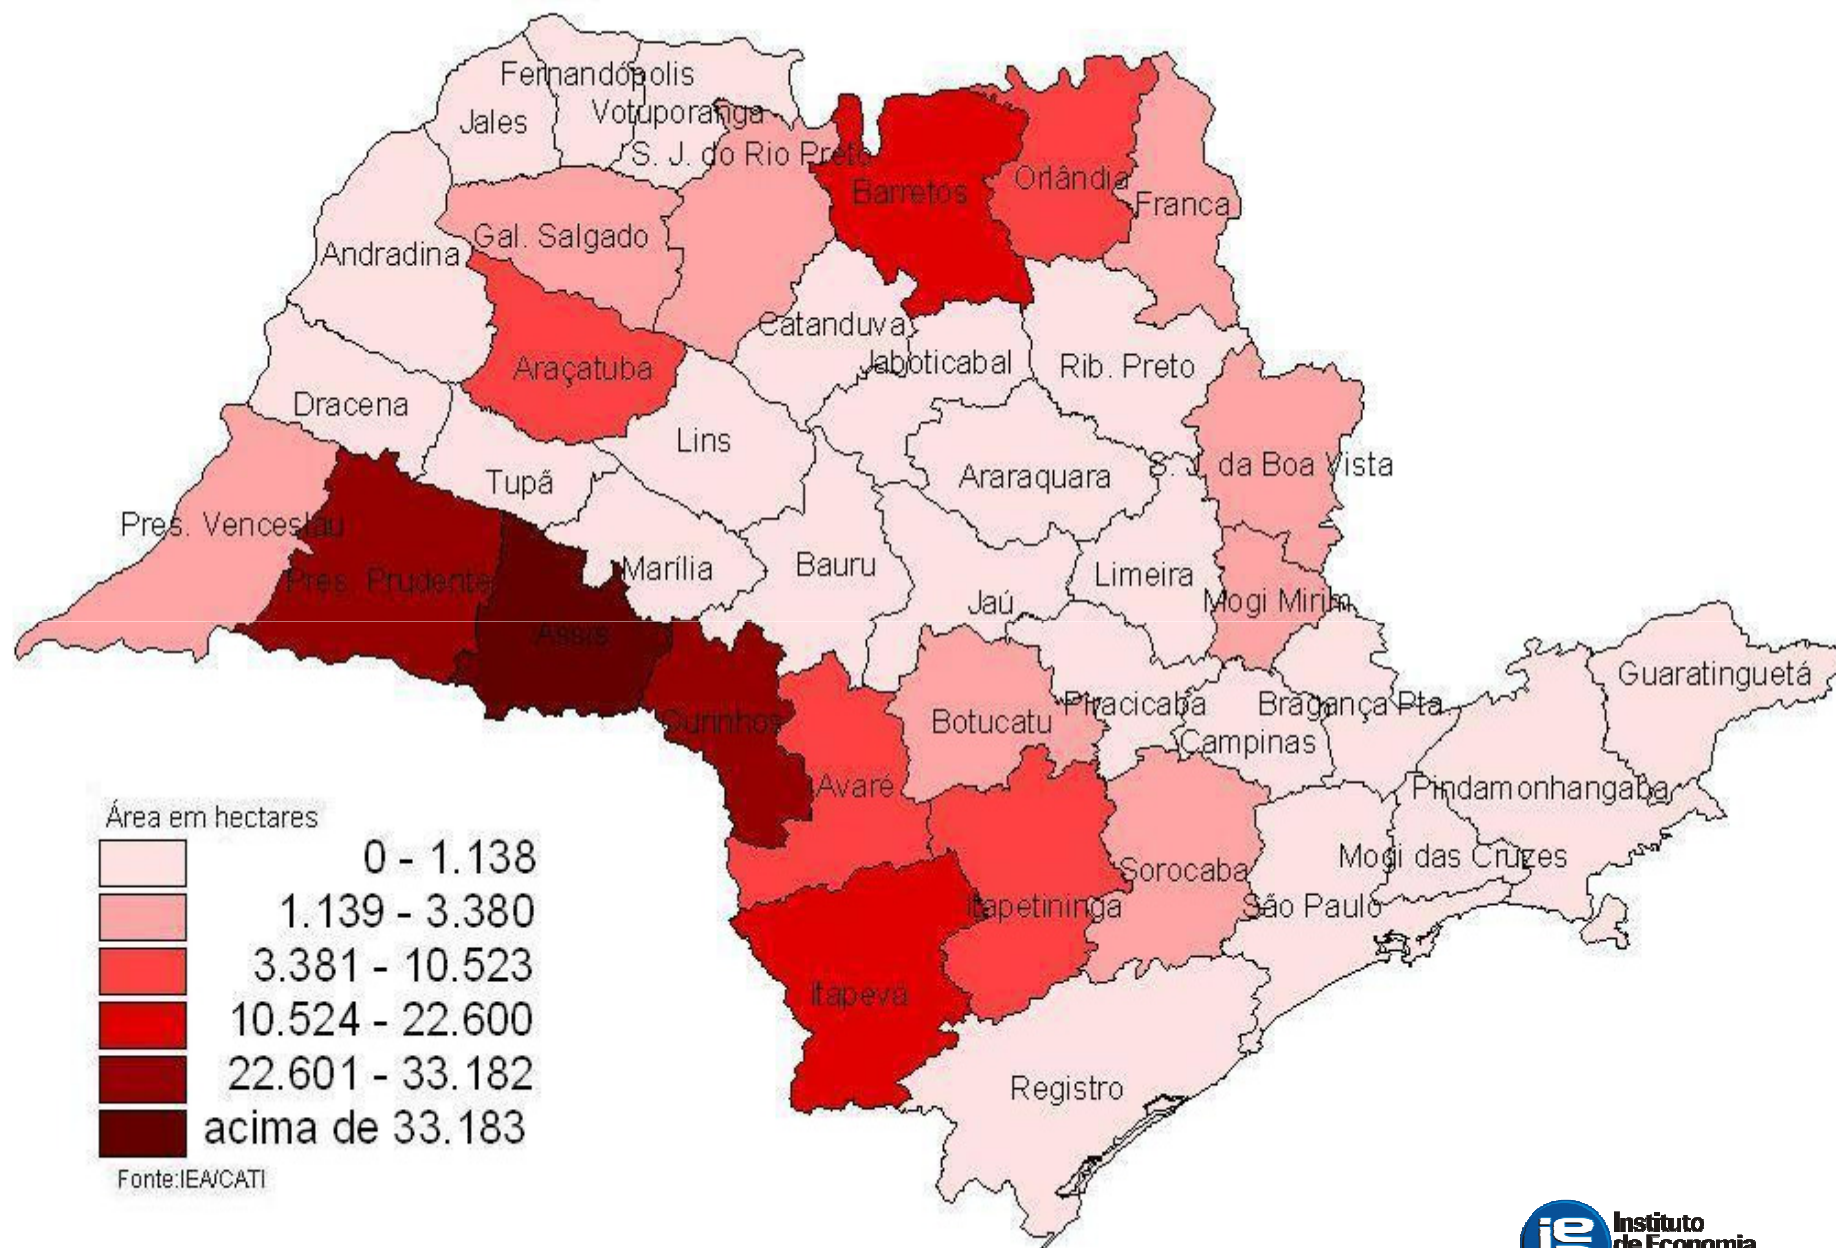 Fernandópolis
Votuporanga
Jales
S. J. do Rio Preto
Barretos
Orlândia
Franca
Gal. Salgado
Andradina
Catanduva
Jaboticabal
Rib. Preto
Araçatuba
Dracena
Lins
Araraquara
S. J. da Boa Vista
Tupã
Pres. Venceslau
Marília
Bauru
Limeira
Pres. Prudente
Jaú
Mogi Mirim
Assis
Guaratinguetá
Ourinhos
Botucatu
Piracicaba
Bragança Pta.
Campinas
Avaré
Pindamonhangaba
Sorocaba
Mogi das Cruzes
Itapetininga
São Paulo
Itapeva
Registro
Área em hectares
0 - 1.138
1.139 - 3.380
3.381 - 10.523
10.524 - 22.600
22.601 - 33.182
acima de 33.183
Fonte:IEA/CATI
ie
Instituto
de Economia